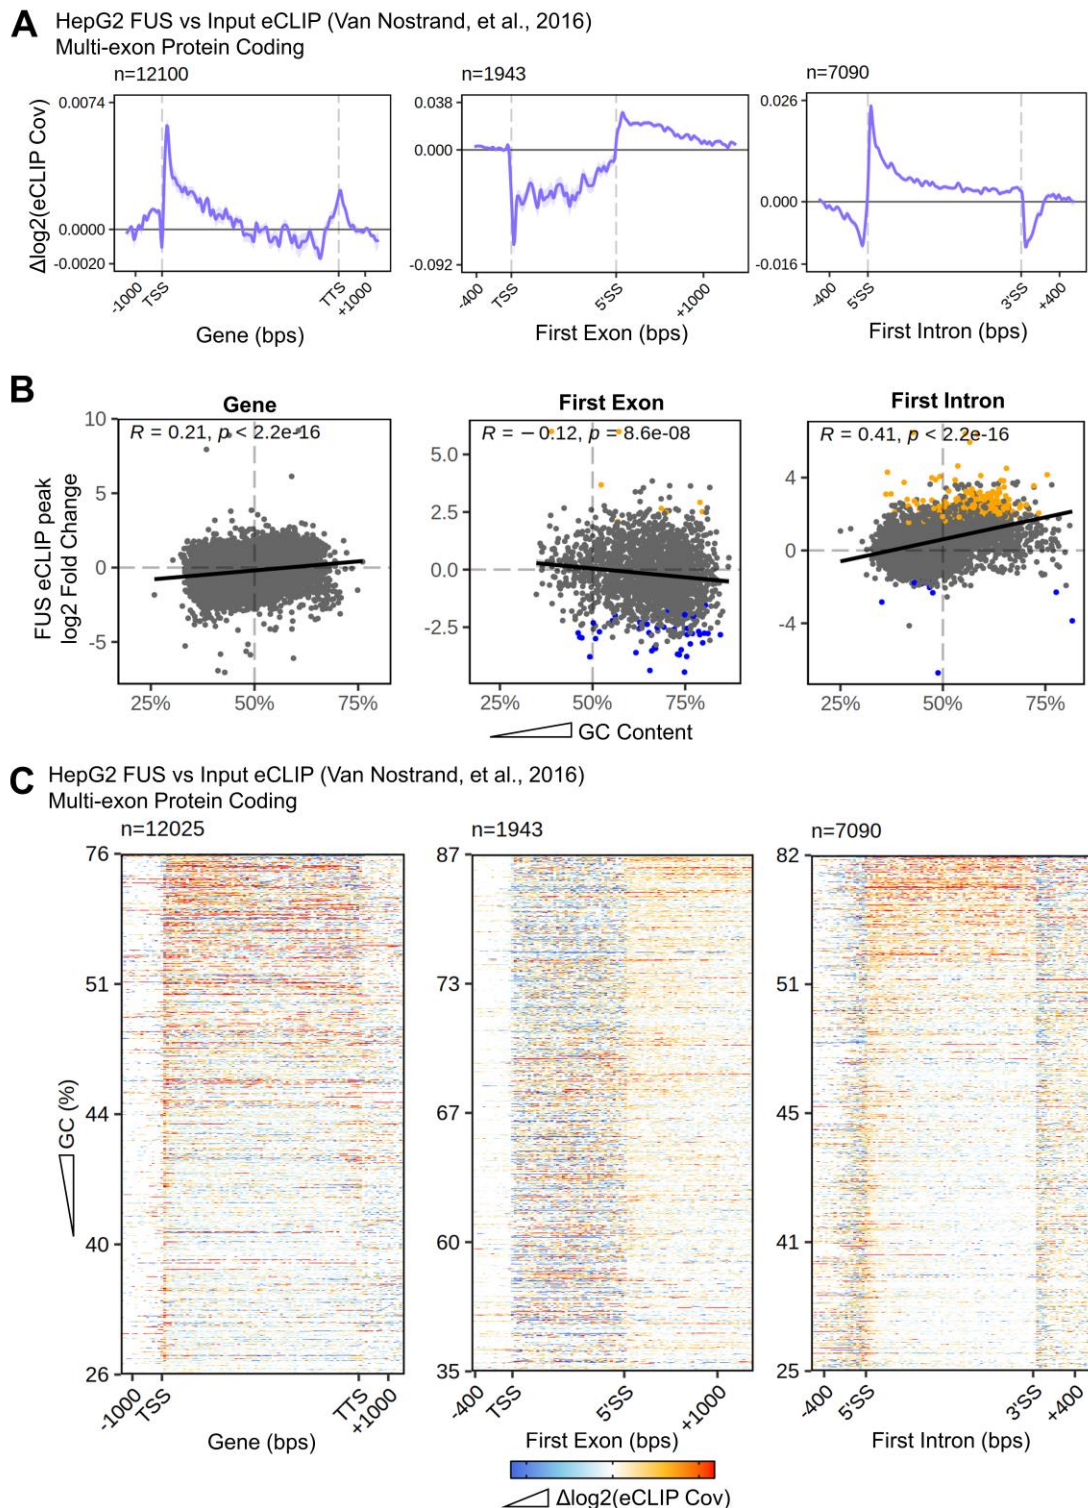 A HepG2 FUS vs Input eCLIP (Van Nostrand, et al., 2016)
Multi-exon Protein Coding
n=12100
n=1943
n=7090
Δlog2(eCLIP Cov)
0.0074
0.0000
-0.0020
-1000
TSS
TTS
+1000
Gene (bps)
0.038
0.000
-0.092
-400
TSS
5'SS
+1000
First Exon (bps)
0.026
0.000
-0.016
-400
5'SS
3'SS
+400
First Intron (bps)
B
FUS eCLIP peak
log2 Fold Change
Gene
R = 0.21, p < 2.2e-16
10
5
0
-5
25%
50%
75%
First Exon
R = −0.12, p = 8.6e-08
5.0
2.5
0.0
-2.5
25%
50%
75%
First Intron
R = 0.41, p < 2.2e-16
4
0
-4
25%
50%
75%
GC Content
C HepG2 FUS vs Input eCLIP (Van Nostrand, et al., 2016)
Multi-exon Protein Coding
n=12025
n=1943
n=7090
GC (%)
76
51
44
40
26
-1000
TSS
TTS
+1000
Gene (bps)
87
73
67
60
35
-400
TSS
5'SS
+1000
First Exon (bps)
82
51
45
41
25
-400
5'SS
3'SS
+400
First Intron (bps)
Δlog2(eCLIP Cov)